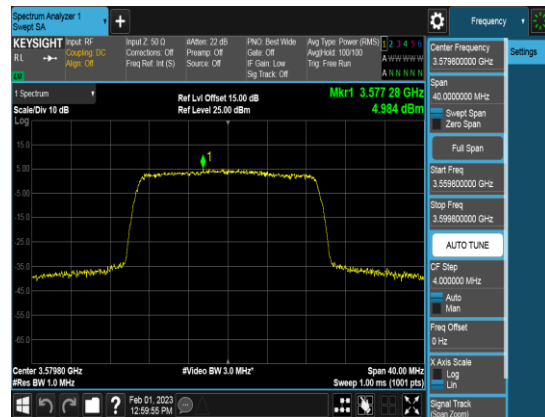 Spectrum Analyzer 1
Swept SA
+
Frequency
KEYSIGHT
RL
LV
Input: RF
Coupling: DC
Align: Off
Input Z: 50 Ω
Corrections: Off
Freq Ref: Int (S)
#Atten: 22 dB
Preamp: Off
Source: Off
PNO: Best Wide
Gate: Off
IF Gain: Low
Sig Track: Off
Avg Type: Power (RMS)
Avg|Hold: 100/100
Trig: Free Run
1 2 3 4 5 6
A W W W W W
A N N N N N
1 Spectrum
Scale/Div 10 dB
Log
Ref Lvl Offset 15.00 dB
Ref Level 25.00 dBm
Mkr1 3.577 28 GHz
4.984 dBm
1
15.0
5.00
-5.00
-15.0
-25.0
-35.0
-45.0
-55.0
-65.0
Center 3.57980 GHz
#Res BW 1.0 MHz
#Video BW 3.0 MHz*
Span 40.00 MHz
Sweep 1.00 ms (1001 pts)
Center Frequency
3.579800000 GHz
Settings
Span
40.0000000 MHz
Swept Span
Zero Span
Full Span
Start Freq
3.559800000 GHz
Stop Freq
3.599800000 GHz
AUTO TUNE
CF Step
4.000000 MHz
Auto
Man
Freq Offset
0 Hz
X Axis Scale
Log
Lin
Signal Track
(Span Zoom)
?
Feb 01, 2023
12:59:55 PM